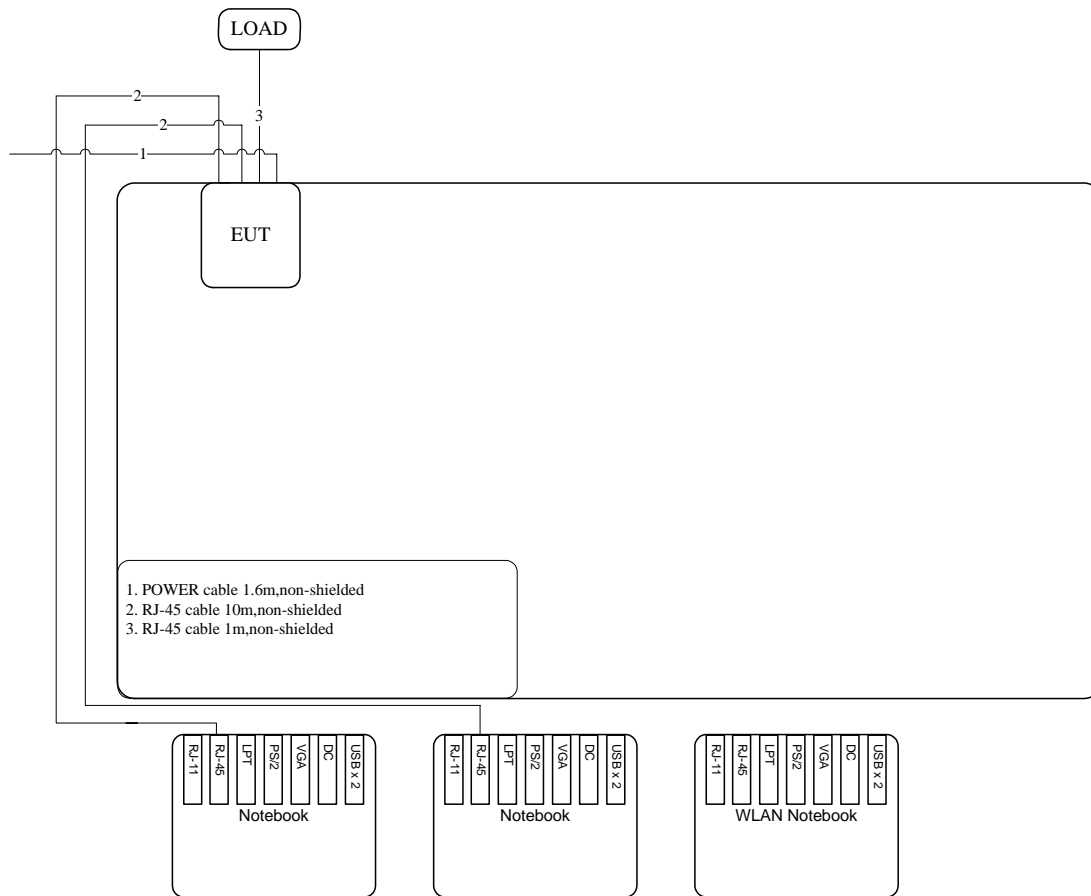 LOAD
2
2
3
1
EUT
1. POWER cable 1.6m,non-shielded
2. RJ-45 cable 10m,non-shielded
3. RJ-45 cable 1m,non-shielded
RJ-11
RJ-45
LPT
PS/2
VGA
DC
USB x 2
Notebook
RJ-11
RJ-45
LPT
PS/2
VGA
DC
USB x 2
Notebook
RJ-11
RJ-45
LPT
PS/2
VGA
DC
USB x 2
WLAN Notebook